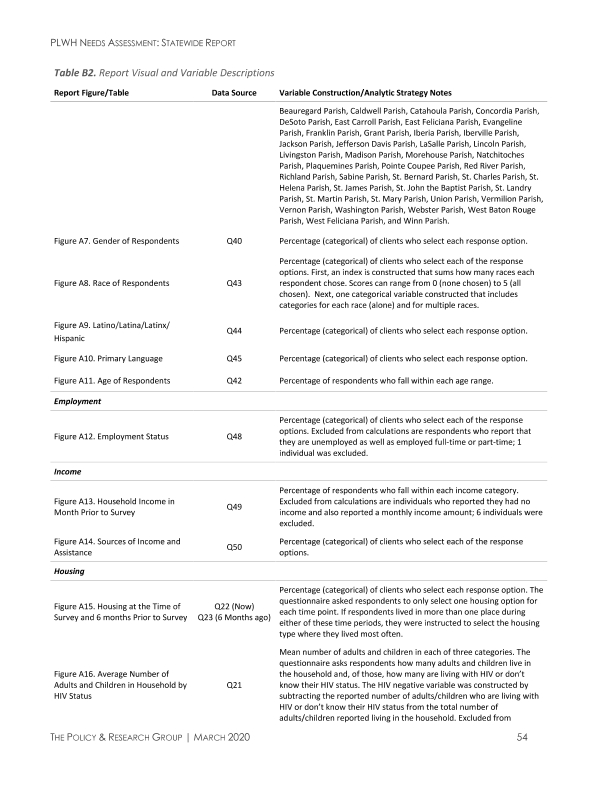 PLWH NEEDS ASSESSMENT: STATEWIDE REPORT
Table B2. Report Visual and Variable Descriptions
Report Figure/Table Data Source Variable Construction/Analytic Strategy Notes
Beauregard Parish, Caldwell Parish, Catahoula Parish, Concordia Parish,
DeSoto Parish, East Carroll Parish, East Feliciana Parish, Evangeline
Parish, Franklin Parish, Grant Parish, Iberia Parish, Iberville Parish,
Jackson Parish, Jefferson Davis Parish, LaSalle Parish, Lincoln Parish,
Livingston Parish, Madison Parish, Morehouse Parish, Natchitoches
Parish, Plaquemines Parish, Pointe Coupee Parish, Red River Parish,
Richland Parish, Sabine Parish, St. Bernard Parish, St. Charles Parish, St.
Helena Parish, St. James Parish, St. John the Baptist Parish, St. Landry
Parish, St. Martin Parish, St. Mary Parish, Union Parish, Vermilion Parish,
Vernon Parish, Washington Parish, Webster Parish, West Baton Rouge
Parish, West Feliciana Parish, and Winn Parish.
Figure A7. Gender of Respondents Q40 Percentage (categorical) of clients who select each response option.
Percentage (categorical) of clients who select each of the response
options. First, an index is constructed that sums how many races each
Figure A8. Race of Respondents Q43 respondent chose. Scores can range from 0 (none chosen) to 5 (all
chosen). Next, one categorical variable constructed that includes
categories for each race (alone) and for multiple races.
Figure A9. Latino/Latina/Latinx/
Hispanic Q44 Percentage (categorical) of clients who select each response option.
Figure A10. Primary Language Q45 Percentage (categorical) of clients who select each response option.
Figure A11. Age of Respondents Q42 Percentage of respondents who fall within each age range.
Employment
Percentage (categorical) of clients who select each of the response
options. Excluded from calculations are respondents who report that
Figure A12. Employment Status Q48 they are unemployed as well as employed full-time or part-time; 1
individual was excluded.
Income
Percentage of respondents who fall within each income category.
Figure A13. Household Income in Excluded from calculations are individuals who reported they had no
Month Prior to Survey Q49 income and also reported a monthly income amount; 6 individuals were
excluded.
Figure A14. Sources of Income and Percentage (categorical) of clients who select each of the response
Assistance Q50 options.
Housing
Percentage (categorical) of clients who select each response option. The
questionnaire asked respondents to only select one housing option for
Figure A15. Housing at the Time of Q22 (Now) each time point. If respondents lived in more than one place during
Survey and 6 months Prior to Survey Q23 (6 Months ago) either of these time periods, they were instructed to select the housing
type where they lived most often.
Mean number of adults and children in each of three categories. The
questionnaire asks respondents how many adults and children live in
Figure A16. Average Number of the household and, of those, how many are living with HIV or don't
Adults and Children in Household by Q21 know their HIV status. The HIV negative variable was constructed by
HIV Status subtracting the reported number of adults/children who are living with
HIV or don't know their HIV status from the total number of
adults/children reported living in the household. Excluded from
THE POLICY & RESEARCH GROUP | MARCH 2020 54